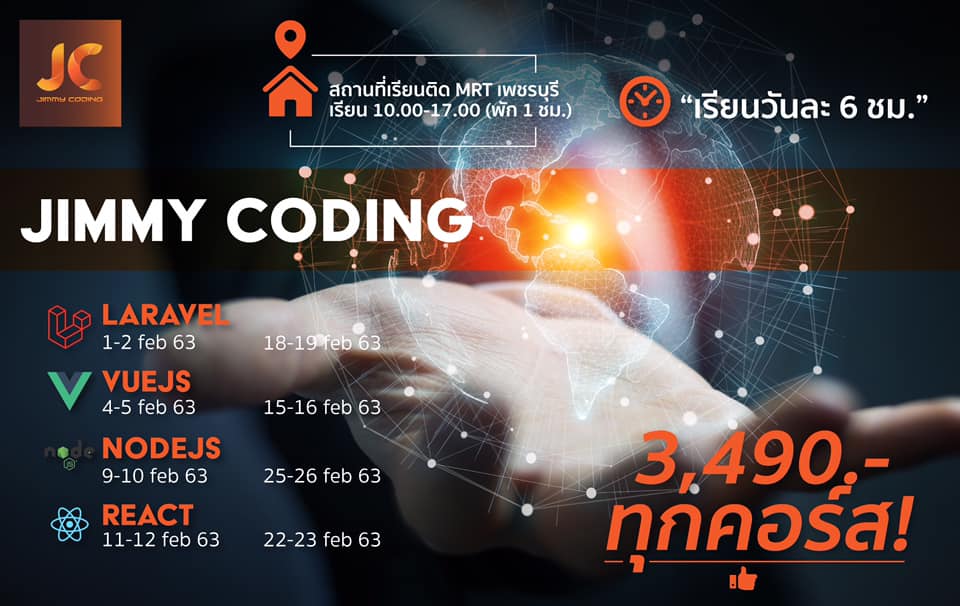 JC
JIMMY CODING
สถานที่เรียนติด MRT เพชรบุรี
เรียน 10.00-17.00 (พัก 1 ชม.)
“เรียนวันละ 6 ชม.”
JIMMY CODING
LARAVEL
1-2 feb 63 18-19 feb 63
VUEJS
4-5 feb 63 15-16 feb 63
node
JS
NODEJS
9-10 feb 63 25-26 feb 63
REACT
11-12 feb 63 22-23 feb 63
3,490.-
ทุกคอร์ส!